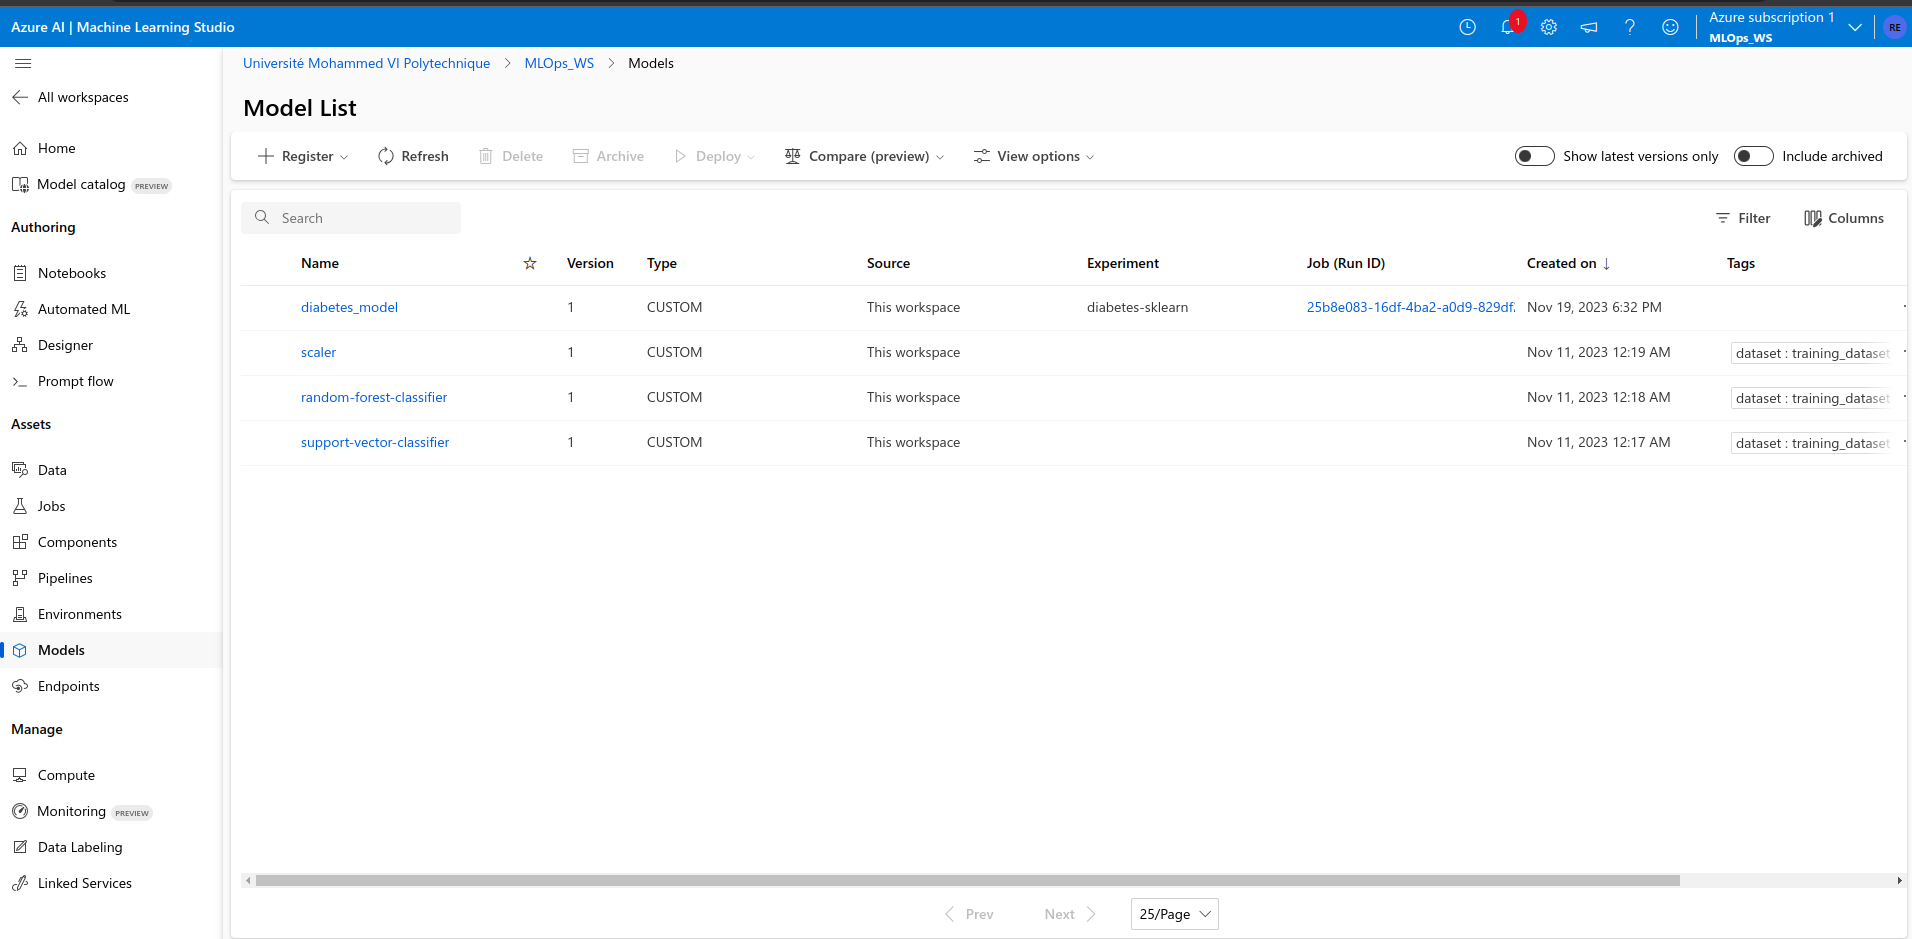 Azure AI | Machine Learning Studio
1
Azure subscription 1
MLOps_WS
RE
All workspaces
Home
Model catalog PREVIEW
Authoring
Notebooks
Automated ML
Designer
Prompt flow
Assets
Data
Jobs
Components
Pipelines
Environments
Models
Endpoints
Manage
Compute
Monitoring PREVIEW
Data Labeling
Linked Services
Université Mohammed VI Polytechnique > MLOps_WS > Models
Model List
Register Refresh Delete Archive Deploy Compare (preview) View options Show latest versions only Include archived
Search Filter Columns
Name Version Type Source Experiment Job (Run ID) Created on ↓ Tags
diabetes_model 1 CUSTOM This workspace diabetes-sklearn 25b8e083-16df-4ba2-a0d9-829df Nov 19, 2023 6:32 PM
scaler 1 CUSTOM This workspace Nov 11, 2023 12:19 AM dataset : training_dataset
random-forest-classifier 1 CUSTOM This workspace Nov 11, 2023 12:18 AM dataset : training_dataset
support-vector-classifier 1 CUSTOM This workspace Nov 11, 2023 12:17 AM dataset : training_dataset
Prev Next 25/Page